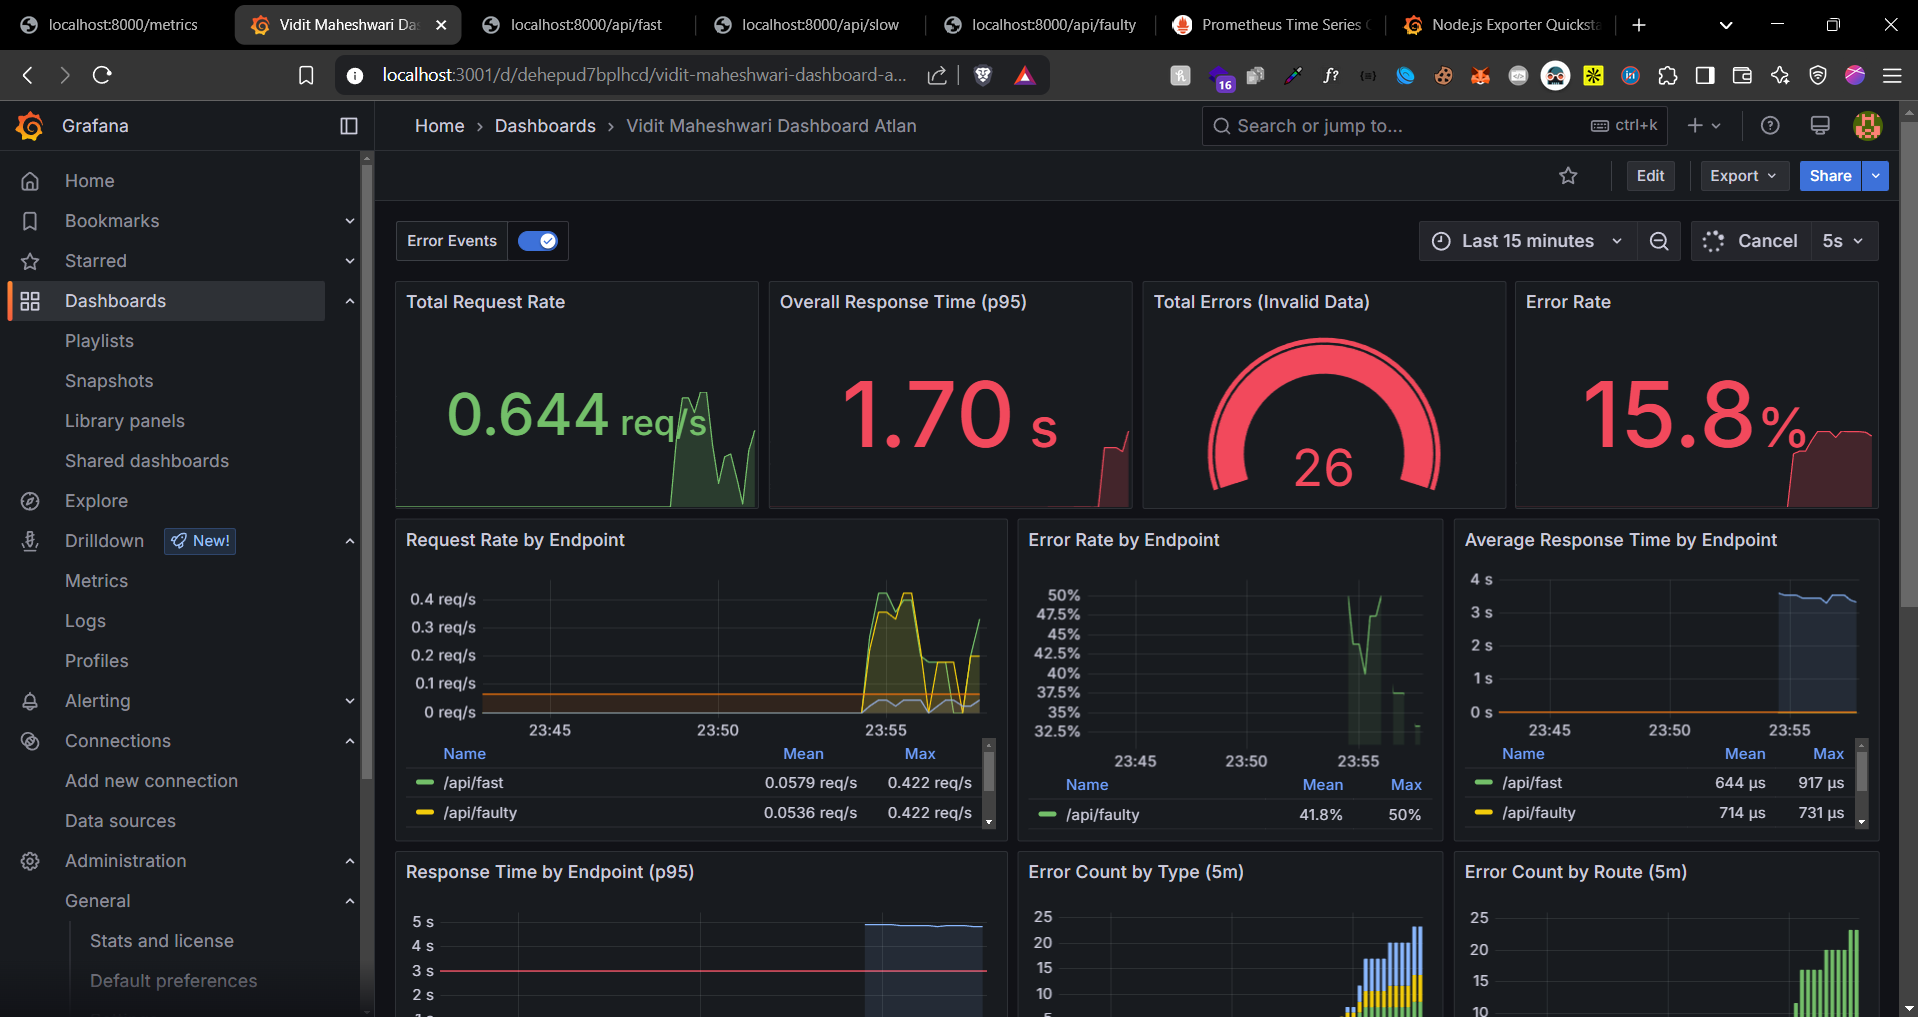 localhost:8000/metrics
Vidit Maheshwari Da
localhost:8000/api/fast
localhost:8000/api/slow
localhost:8000/api/faulty
Prometheus Time Series
Node.js Exporter Quicksta
localhost:3001/d/dehepud7bplhcd/vidit-maheshwari-dashboard-a...
f?
16
Grafana
Home › Dashboards › Vidit Maheshwari Dashboard Atlan
Search or jump to...
ctrl+k
Edit
Export
Share
Home
Bookmarks
Starred
Dashboards
Playlists
Snapshots
Library panels
Shared dashboards
Explore
Drilldown
New!
Metrics
Logs
Profiles
Alerting
Connections
Add new connection
Data sources
Administration
General
Stats and license
Default preferences
Error Events
Last 15 minutes
Cancel
5s
Total Request Rate
0.644 req/s
Overall Response Time (p95)
1.70 s
Total Errors (Invalid Data)
26
Error Rate
15.8%
Request Rate by Endpoint
0.4 req/s
0.3 req/s
0.2 req/s
0.1 req/s
0 req/s
23:45 23:50 23:55
Name Mean Max
/api/fast 0.0579 req/s 0.422 req/s
/api/faulty 0.0536 req/s 0.422 req/s
Error Rate by Endpoint
50%
47.5%
45%
42.5%
40%
37.5%
35%
32.5%
23:45 23:50 23:55
Name Mean Max
/api/faulty 41.8% 50%
Average Response Time by Endpoint
4 s
3 s
2 s
1 s
0 s
23:45 23:50 23:55
Name Mean Max
/api/fast 644 µs 917 µs
/api/faulty 714 µs 731 µs
Response Time by Endpoint (p95)
5 s
4 s
3 s
2 s
Error Count by Type (5m)
25
20
15
10
Error Count by Route (5m)
25
20
15
10